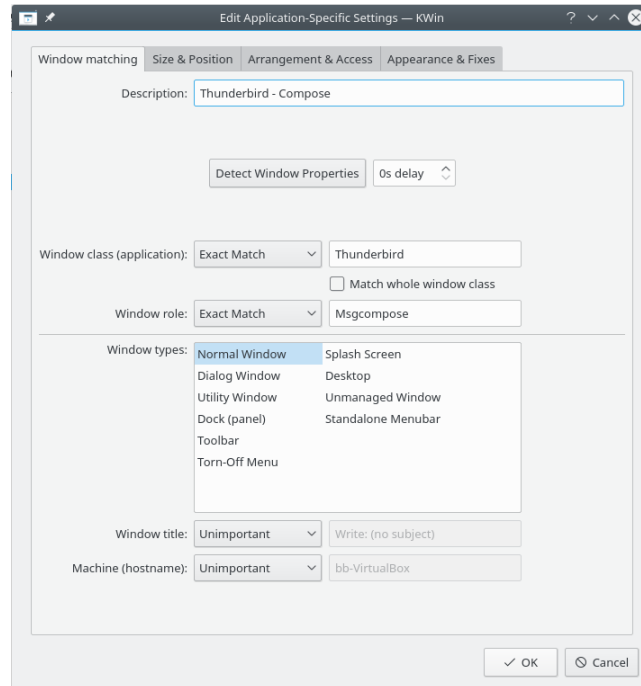 Edit Application-Specific Settings — KWin
Window matching Size & Position Arrangement & Access Appearance & Fixes
Description: Thunderbird - Compose
Detect Window Properties 0s delay
Window class (application): Exact Match Thunderbird
Match whole window class
Window role: Exact Match Msgcompose
Window types: Normal Window Splash Screen
Dialog Window Desktop
Utility Window Unmanaged Window
Dock (panel) Standalone Menubar
Toolbar
Torn-Off Menu
Window title: Unimportant Write: (no subject)
Machine (hostname): Unimportant bb-VirtualBox
OK Cancel